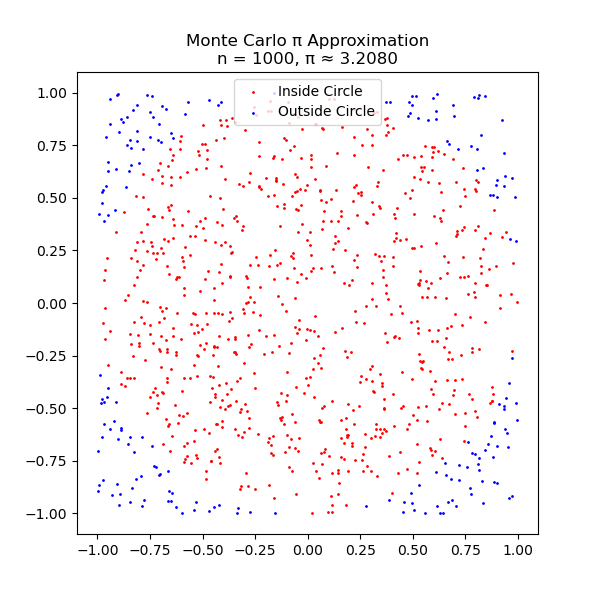 Monte Carlo π Approximation
n = 1000, π ≈ 3.2080
Inside Circle
Outside Circle
1.00
0.75
0.50
0.25
0.00
−0.25
−0.50
−0.75
−1.00
−1.00 −0.75 −0.50 −0.25 0.00 0.25 0.50 0.75 1.00